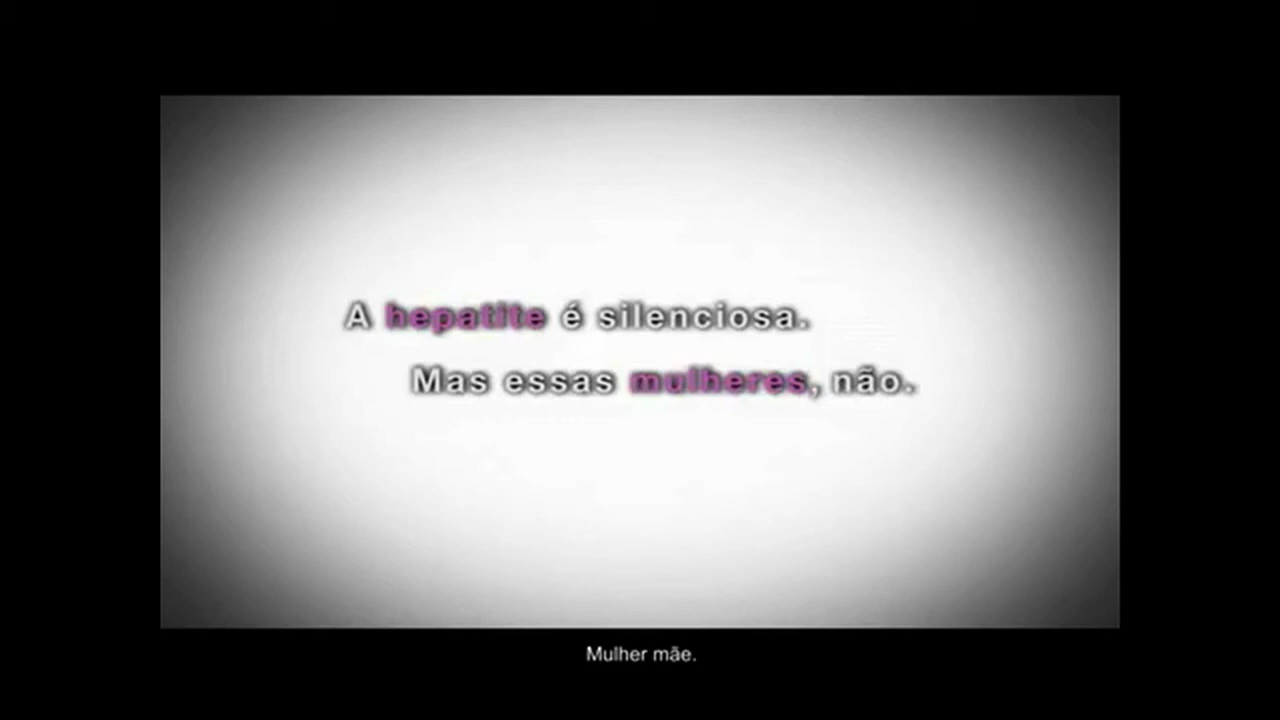 A hepatite é silenciosa.
Mas essas mulheres, não.
Mulher mãe.